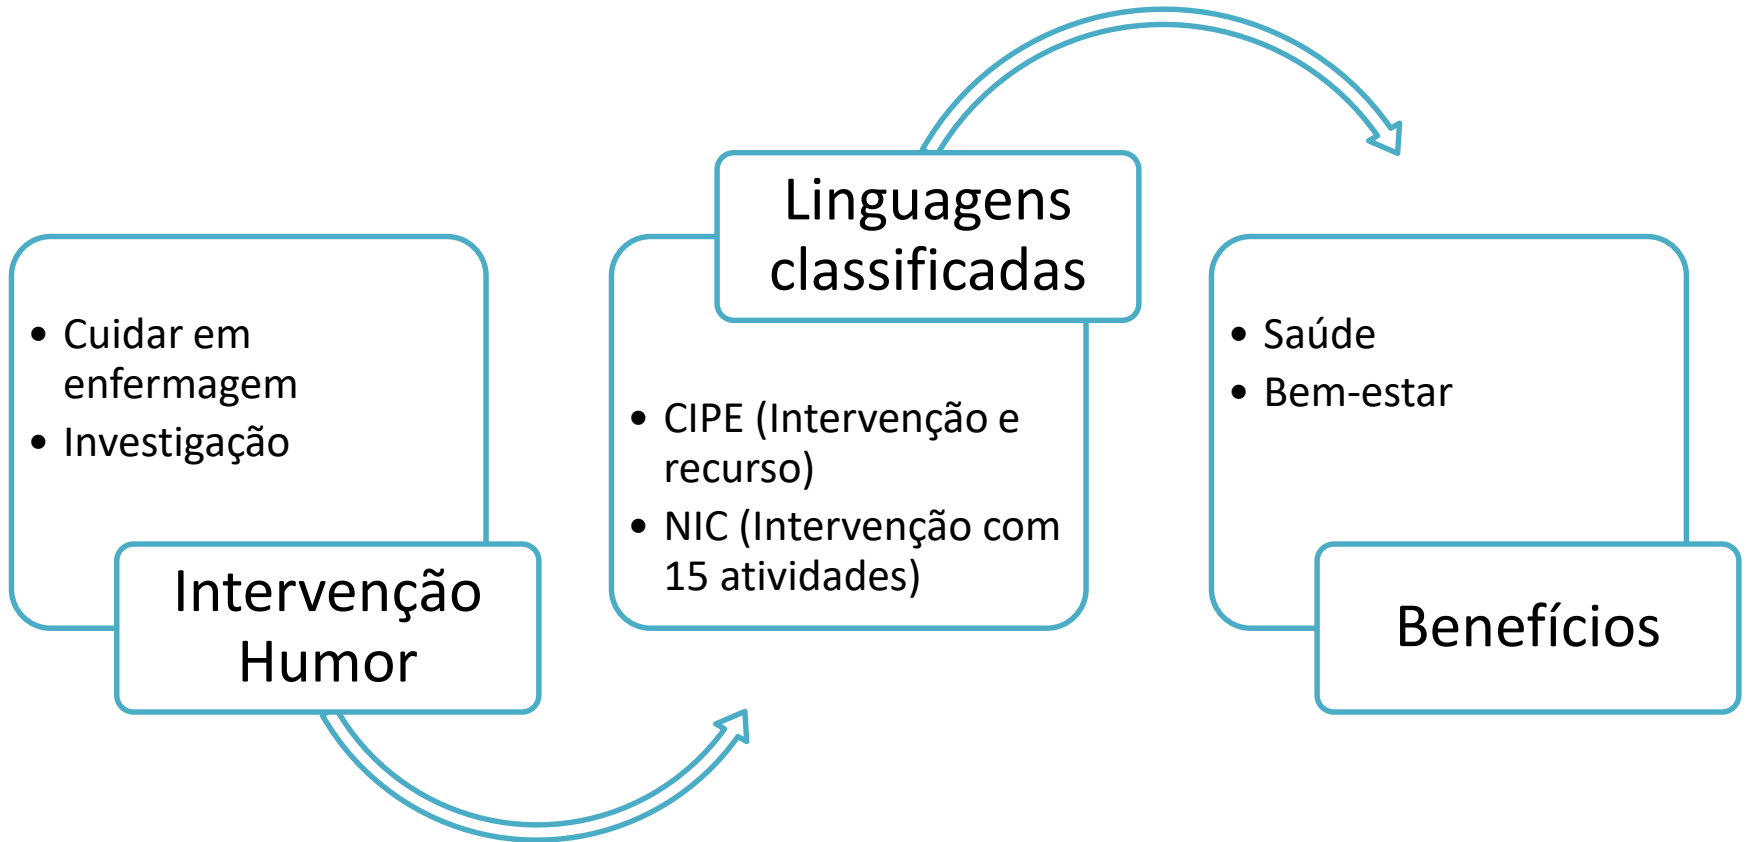 • Cuidar em
enfermagem
• Investigação
Intervenção
Humor
Linguagens
classificadas
• CIPE (Intervenção e
recurso)
• NIC (Intervenção com
15 atividades)
• Saúde
• Bem-estar
Benefícios